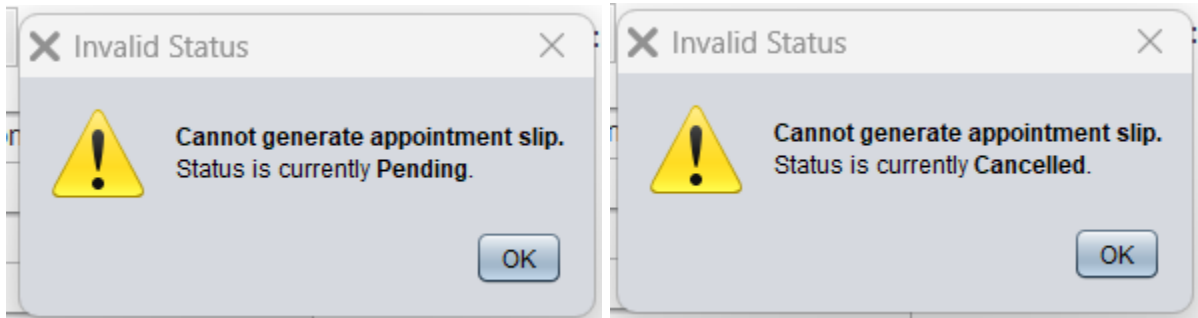 Invalid Status
Cannot generate appointment slip.
Status is currently Pending.
OK
Invalid Status
Cannot generate appointment slip.
Status is currently Cancelled.
OK